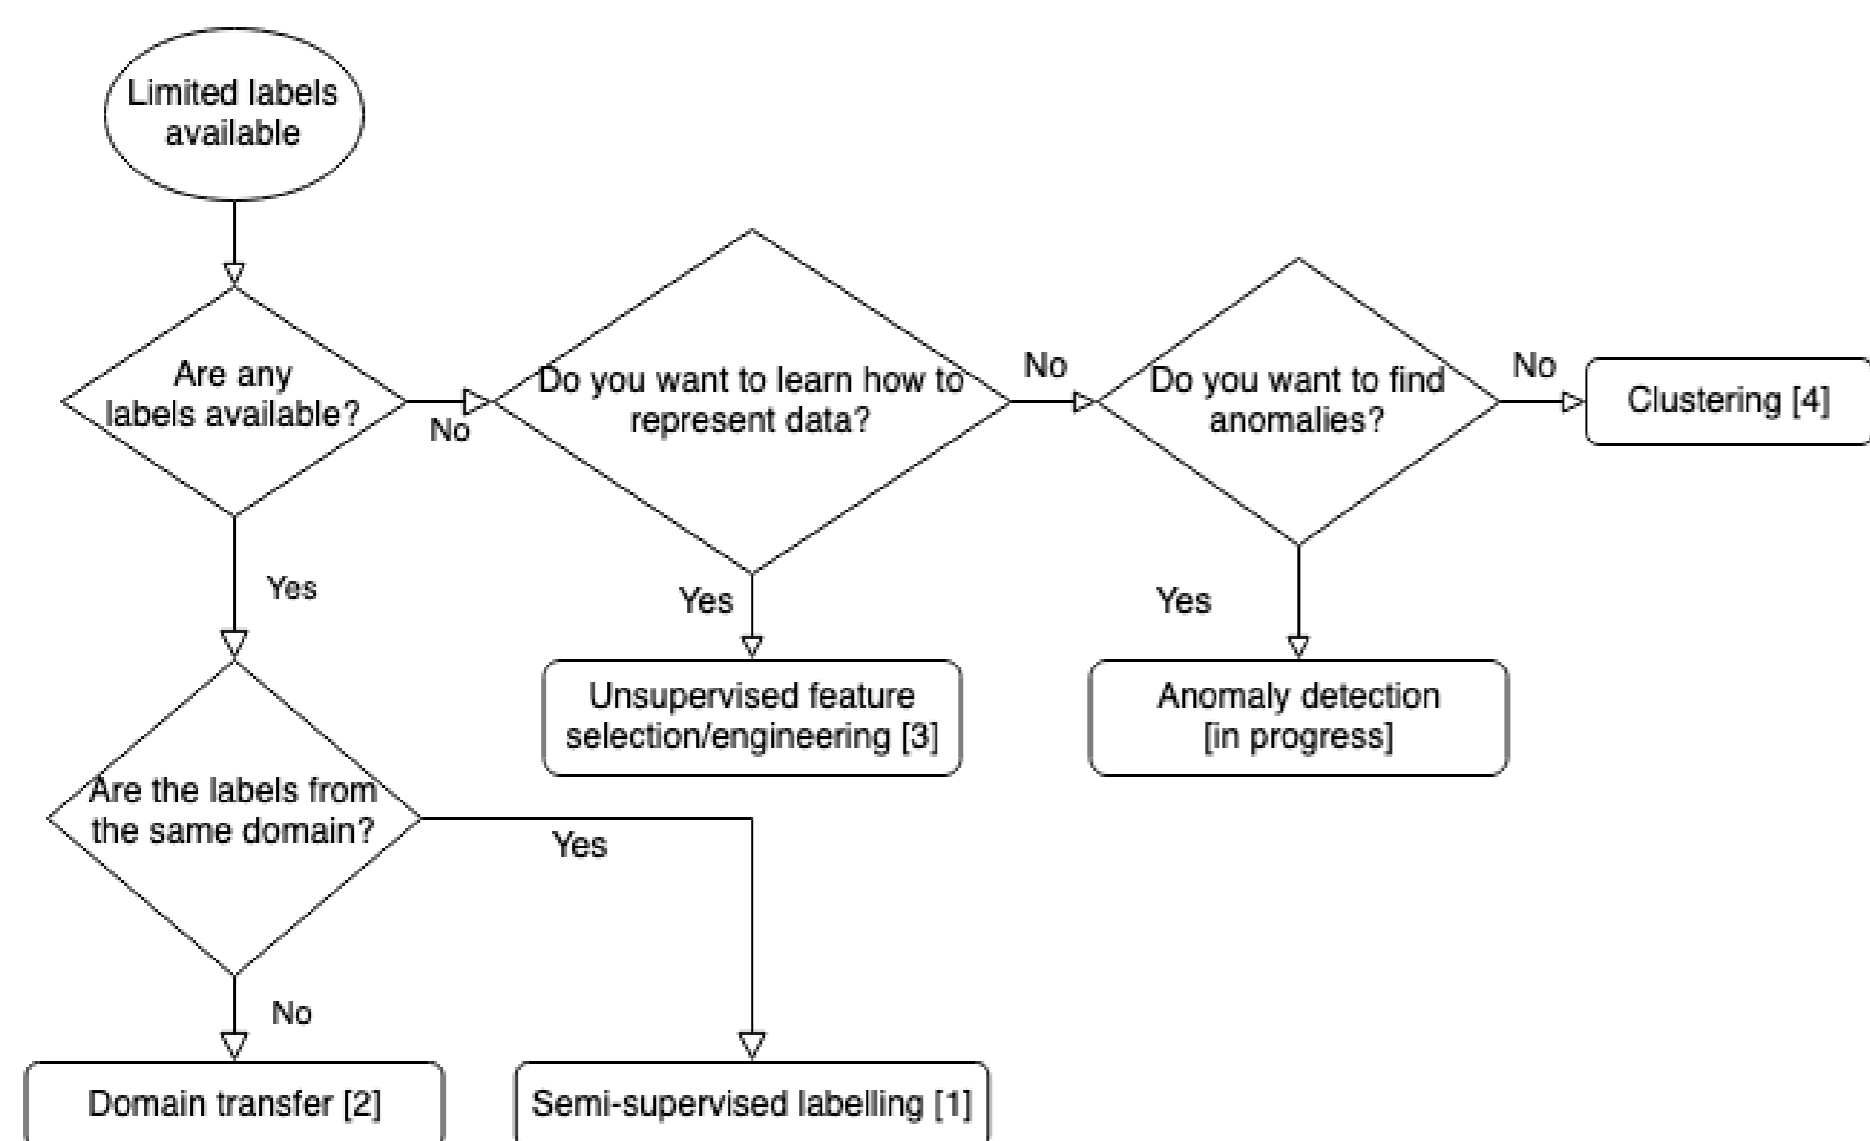 Limited labels
available
Are any
labels available?
No
Do you want to learn how to
represent data?
No
Do you want to find
anomalies?
No
Clustering [4]
Yes
Yes
Yes
Unsupervised feature
selection/engineering [3]
Anomaly detection
[in progress]
Are the labels from
the same domain?
Yes
No
Domain transfer [2]
Semi-supervised labelling [1]